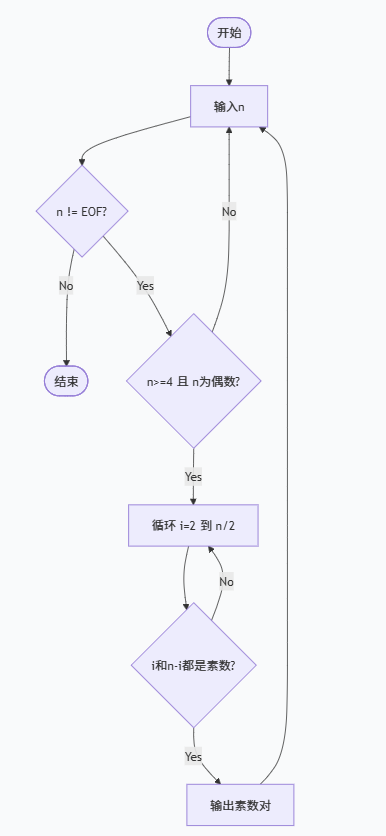 开始
输入n
n != EOF?
No
No
Yes
结束
n>=4 且 n为偶数?
Yes
循环 i=2 到 n/2
No
i和n-i都是素数?
Yes
输出素数对